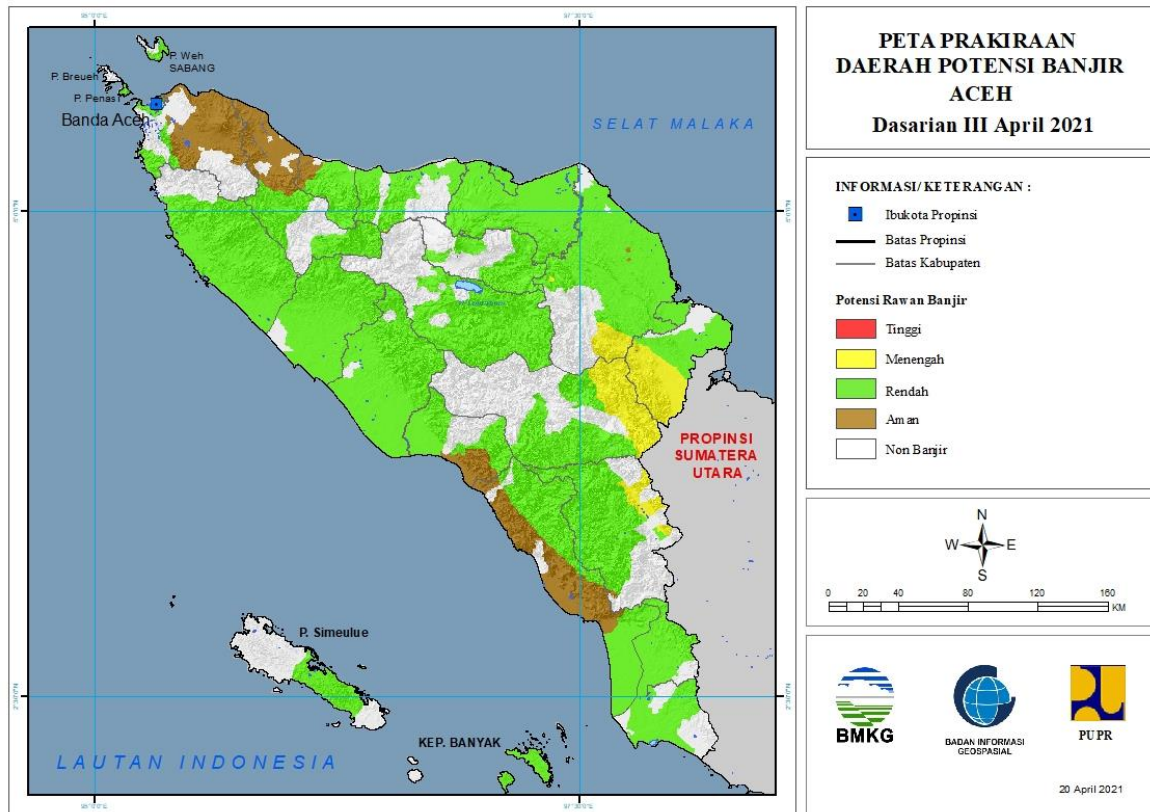 PETA PRAKIRAAN
DAERAH POTENSI BANJIR
ACEH
Dasarian III April 2021
INFORMASI/ KETERANGAN :
Ibukota Propinsi
Batas Propinsi
Batas Kabupaten
Potensi Rawan Banjir
Tinggi
Menengah
Rendah
Aman
Non Banjir
N
W E
S
0 20 40 80 120 160
KM
BMKG
BADAN INFORMASI
GEOSPASIAL
PUPR
20 April 2021
P. Weh
SABANG
P. Breueh
P. Penasi
Banda Aceh
SELAT MALAKA
PROPINSI
SUMATERA
UTARA
P. Simeulue
KEP. BANYAK
LAUTAN INDONESIA